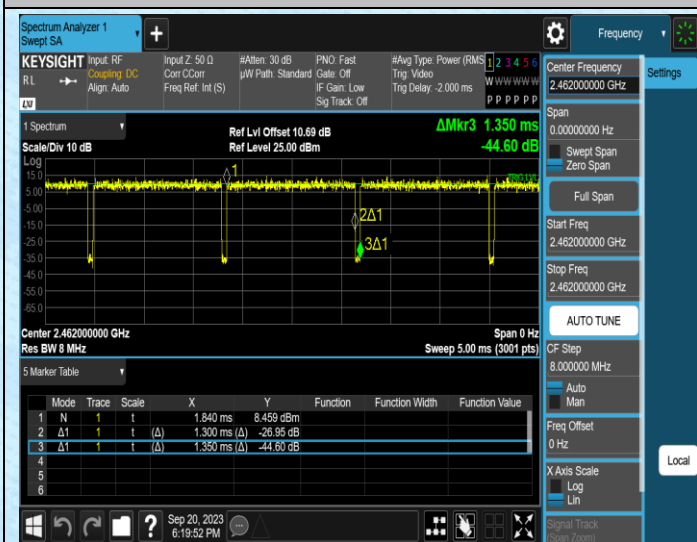 Spectrum Analyzer 1
Swept SA
+
Frequency
KEYSIGHT
RL
LXI
Input: RF
Coupling: DC
Align: Auto
Input Z: 50 Ω
Corr CCorr
Freq Ref: Int (S)
#Atten: 30 dB
µW Path: Standard
PNO: Fast
Gate: Off
IF Gain: Low
Sig Track: Off
#Avg Type: Power (RMS
Trig: Video
Trig Delay: -2.000 ms
1 2 3 4 5 6
W W W W W W
P P P P P P
1 Spectrum
Scale/Div 10 dB
Ref Lvl Offset 10.69 dB
Ref Level 25.00 dBm
ΔMkr3 1.350 ms
-44.60 dB
Log
15.0
5.00
-5.00
-15.0
-25.0
-35.0
-45.0
-55.0
-65.0
1
TRIG LVL
2Δ1
3Δ1
Center 2.462000000 GHz
Res BW 8 MHz
Span 0 Hz
Sweep 5.00 ms (3001 pts)
5 Marker Table
Mode Trace Scale X Y Function Function Width Function Value
1 N 1 t 1.840 ms 8.459 dBm
2 Δ1 1 t (Δ) 1.300 ms (Δ) -26.95 dB
3 Δ1 1 t (Δ) 1.350 ms (Δ) -44.60 dB
4
5
6
Center Frequency
2.462000000 GHz
Span
0.00000000 Hz
Swept Span
Zero Span
Full Span
Start Freq
2.462000000 GHz
Stop Freq
2.462000000 GHz
AUTO TUNE
CF Step
8.000000 MHz
Auto
Man
Freq Offset
0 Hz
X Axis Scale
Log
Lin
Signal Track
(Span Zoom)
Settings
Local
?
Sep 20, 2023
6:19:52 PM